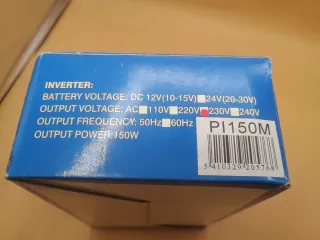 INVERTER:
BATTERY VOLTAGE: DC 12V(10-15V) 24V(20-30V)
OUTPUT VOLTAGE: AC 110V 220V 230V 240V
OUTPUT FREQUENCY: 50Hz 60Hz
OUTPUT POWER: 150W
PI150M
5410329205768